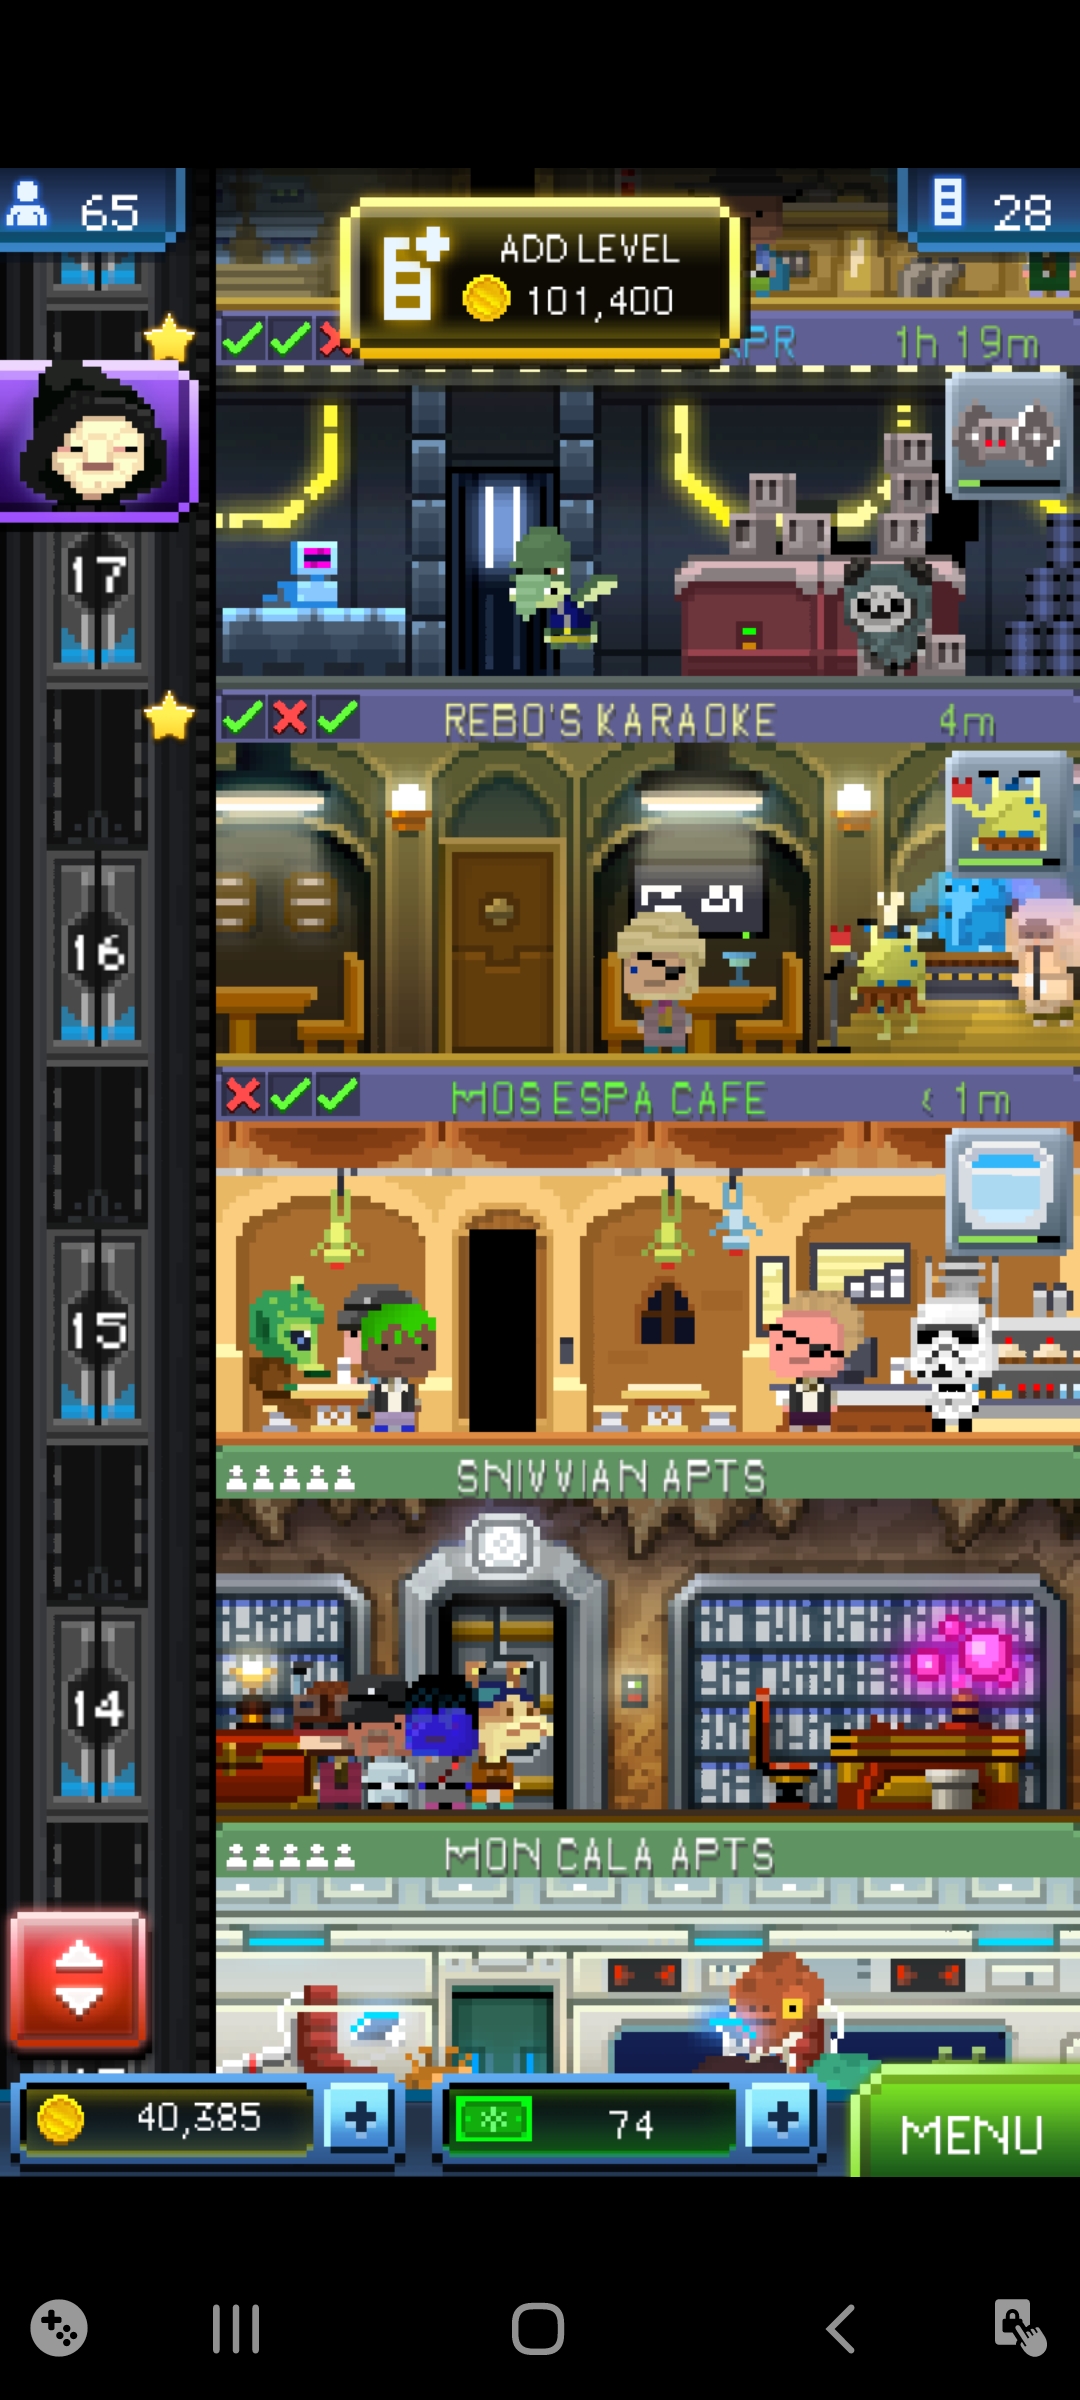 65
28
ADD LEVEL
101,400
1h 19m
17
REBO'S KARAOKE 4m
16
MOS ESPA CAFE < 1m
15
SNIVVIAN APTS
14
MON CALA APTS
40,385
74
MENU